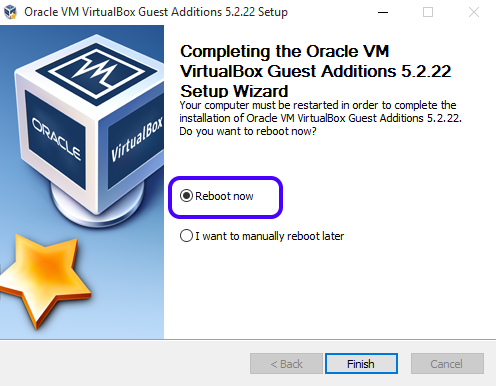 Oracle VM VirtualBox Guest Additions 5.2.22 Setup
Completing the Oracle VM
VirtualBox Guest Additions 5.2.22
Setup Wizard
Your computer must be restarted in order to complete the
installation of Oracle VM VirtualBox Guest Additions 5.2.22.
Do you want to reboot now?
ORACLE
VirtualBox
Reboot now
I want to manually reboot later
< Back
Finish
Cancel